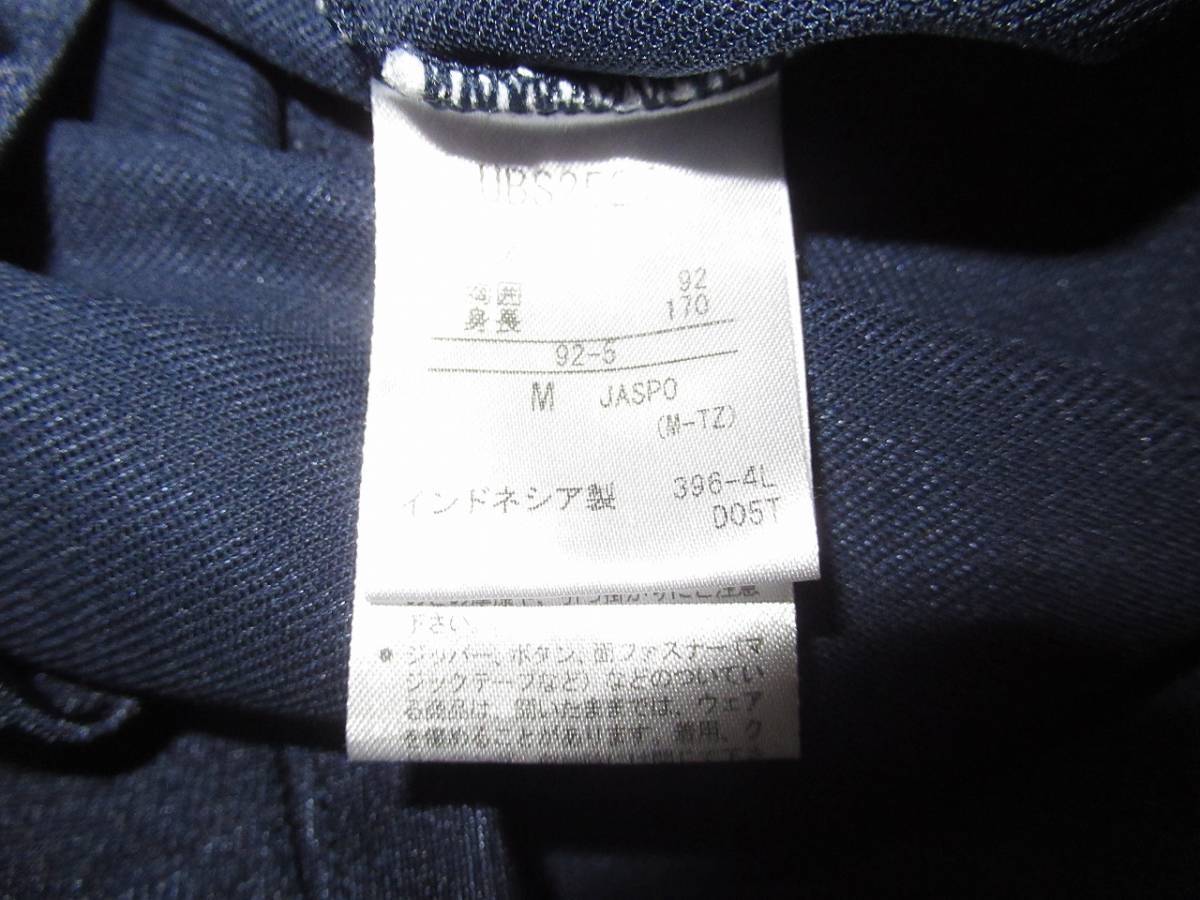 胸囲 92
身長 170
92-5
M JASPO
(M-TZ)
インドネシア製 396-4L
D05T
下さい。
● ジッパー、ボタン、面ファスナー(マ
ジックテープなど)などのついてい
る商品は、開いたままでは、ウェア
を傷めることがあります。着用、ク